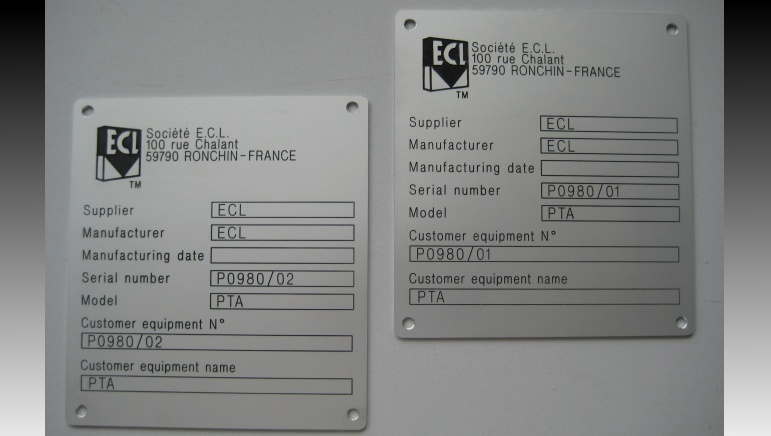 ECL
Société E.C.L.
100 rue Chalant
59790 RONCHIN-FRANCE
TM
Supplier ECL
Manufacturer ECL
Manufacturing date
Serial number P0980/02
Model PTA
Customer equipment N°
P0980/02
Customer equipment name
PTA
ECL
Société E.C.L.
100 rue Chalant
59790 RONCHIN-FRANCE
TM
Supplier ECL
Manufacturer ECL
Manufacturing date
Serial number P0980/01
Model PTA
Customer equipment N°
P0980/01
Customer equipment name
PTA